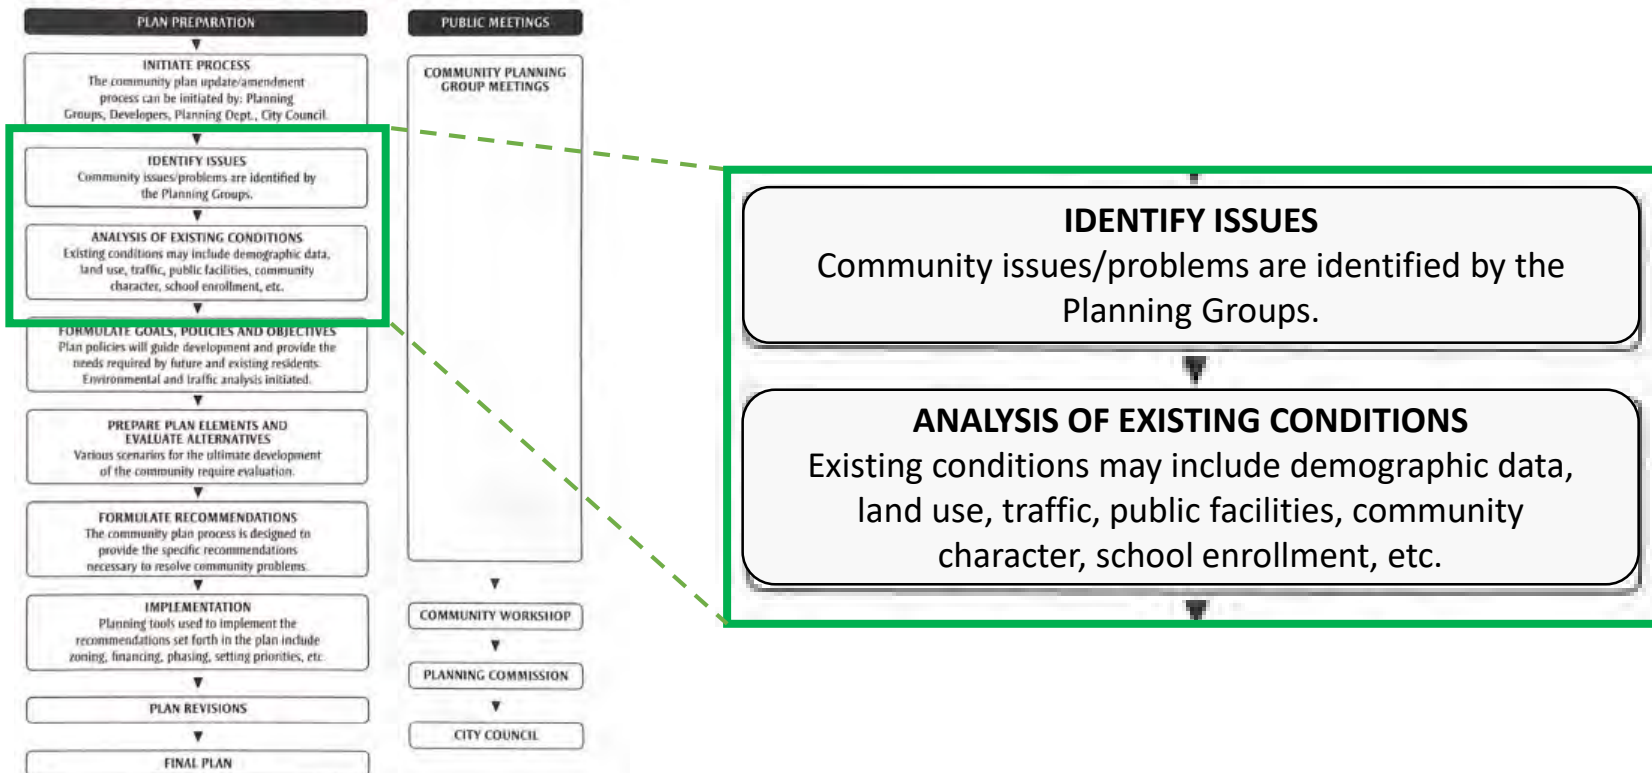 PLAN PREPARATION
INITIATE PROCESS
The community plan update/amendment
process can be initiated by: Planning
Groups, Developers, Planning Dept., City Council.
IDENTIFY ISSUES
Community issues/problems are identified by
the Planning Groups.
ANALYSIS OF EXISTING CONDITIONS
Existing conditions may include demographic data,
land use, traffic, public facilities, community
character, school enrollment, etc.
FORMULATE GOALS, POLICIES AND OBJECTIVES
Plan policies will guide development and provide the
needs required by future and existing residents.
Environmental and traffic analysis initiated.
PREPARE PLAN ELEMENTS AND
EVALUATE ALTERNATIVES
Various scenarios for the ultimate development
of the community require evaluation.
FORMULATE RECOMMENDATIONS
The community plan process is designed to
provide the specific recommendations
necessary to resolve community problems.
IMPLEMENTATION
Planning tools used to implement the
recommendations set forth in the plan include
zoning, financing, phasing, setting priorities, etc.
PLAN REVISIONS
FINAL PLAN
PUBLIC MEETINGS
COMMUNITY PLANNING
GROUP MEETINGS
COMMUNITY WORKSHOP
PLANNING COMMISSION
CITY COUNCIL
IDENTIFY ISSUES
Community issues/problems are identified by the
Planning Groups.
ANALYSIS OF EXISTING CONDITIONS
Existing conditions may include demographic data,
land use, traffic, public facilities, community
character, school enrollment, etc.